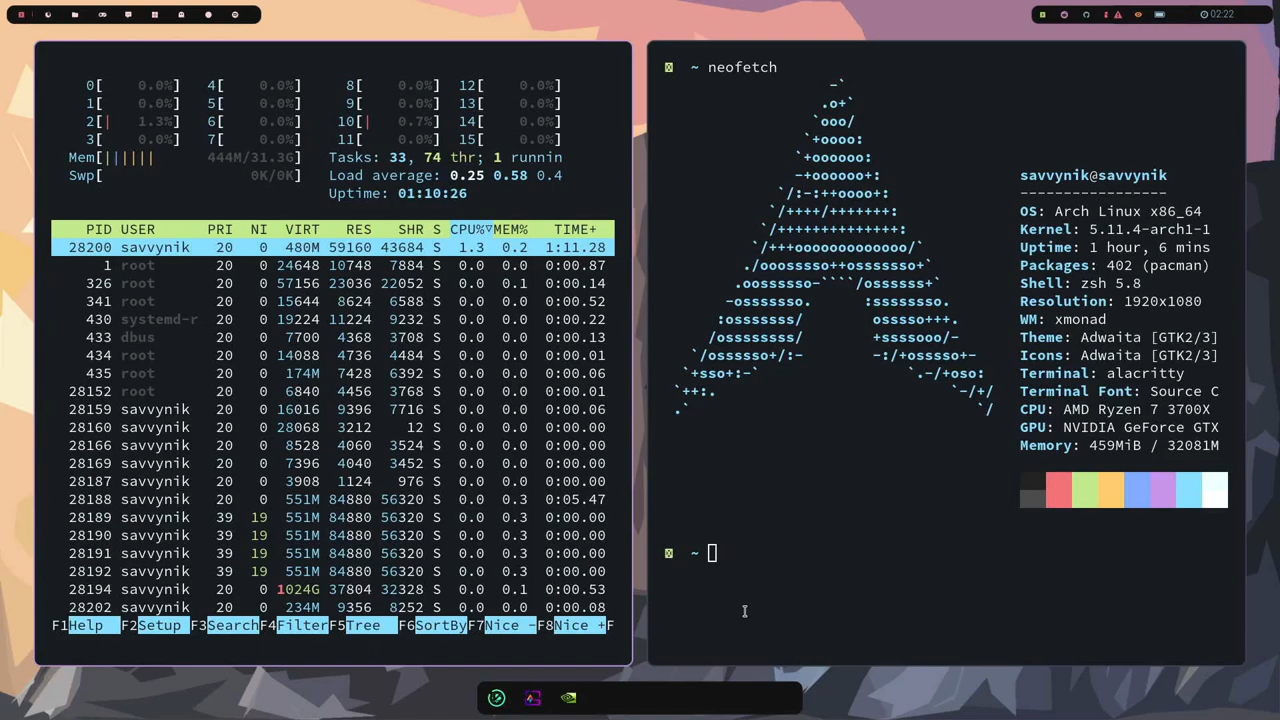 02:22
0[ 0.0%] 4[ 0.0%] 8[ 0.0%] 12[ 0.0%]
1[ 0.0%] 5[ 0.0%] 9[ 0.0%] 13[ 0.0%]
2[| 1.3%] 6[ 0.0%] 10[| 0.7%] 14[ 0.0%]
3[ 0.0%] 7[ 0.0%] 11[ 0.0%] 15[ 0.0%]
Mem[|||||| 444M/31.3G] Tasks: 33, 74 thr; 1 runnin
Swp[ 0K/0K] Load average: 0.25 0.58 0.4
Uptime: 01:10:26
PID USER PRI NI VIRT RES SHR S CPU%▽MEM% TIME+
28200 savvynik 20 0 480M 59160 43684 S 1.3 0.2 1:11.28
1 root 20 0 24648 10748 7884 S 0.0 0.0 0:00.87
326 root 20 0 57156 23036 22052 S 0.0 0.1 0:00.14
341 root 20 0 15644 8624 6588 S 0.0 0.0 0:00.52
430 systemd-r 20 0 19224 11224 9232 S 0.0 0.0 0:00.22
433 dbus 20 0 7700 4368 3708 S 0.0 0.0 0:00.13
434 root 20 0 14088 4736 4484 S 0.0 0.0 0:00.01
435 root 20 0 174M 7428 6392 S 0.0 0.0 0:00.06
28152 root 20 0 6840 4456 3768 S 0.0 0.0 0:00.01
28159 savvynik 20 0 16016 9396 7716 S 0.0 0.0 0:00.06
28160 savvynik 20 0 28068 3212 12 S 0.0 0.0 0:00.00
28166 savvynik 20 0 8528 4060 3524 S 0.0 0.0 0:00.00
28169 savvynik 20 0 7396 4040 3452 S 0.0 0.0 0:00.00
28187 savvynik 20 0 3908 1124 976 S 0.0 0.0 0:00.00
28188 savvynik 20 0 551M 84880 56320 S 0.0 0.3 0:05.47
28189 savvynik 39 19 551M 84880 56320 S 0.0 0.3 0:00.00
28190 savvynik 39 19 551M 84880 56320 S 0.0 0.3 0:00.00
28191 savvynik 39 19 551M 84880 56320 S 0.0 0.3 0:00.00
28192 savvynik 39 19 551M 84880 56320 S 0.0 0.3 0:00.00
28194 savvynik 20 0 1024G 37804 32328 S 0.0 0.1 0:00.53
28202 savvynik 20 0 234M 9356 8252 S 0.0 0.0 0:00.08
F1Help F2Setup F3SearchF4FilterF5Tree F6SortByF7Nice -F8Nice +F
~ neofetch
-`
.o+`
`ooo/
`+oooo:
`+oooooo:
-+oooooo+:
`/:-:++oooo+:
`/++++/+++++++:
`/++++++++++++++:
`/+++ooooooooooooo/`
./ooosssso++osssssso+`
.oossssso-````/ossssss+`
-osssssso. :ssssssso.
:osssssss/ osssso+++.
/ossssssss/ +ssssooo/-
`/ossssso+/:- -:/+osssso+-
`+sso+:-` `.-/+oso:
`++:. `-/+/
.` `/
savvynik@savvynik
-----------------
OS: Arch Linux x86_64
Kernel: 5.11.4-arch1-1
Uptime: 1 hour, 6 mins
Packages: 402 (pacman)
Shell: zsh 5.8
Resolution: 1920x1080
WM: xmonad
Theme: Adwaita [GTK2/3]
Icons: Adwaita [GTK2/3]
Terminal: alacritty
Terminal Font: Source C
CPU: AMD Ryzen 7 3700X
GPU: NVIDIA GeForce GTX
Memory: 459MiB / 32081M
~